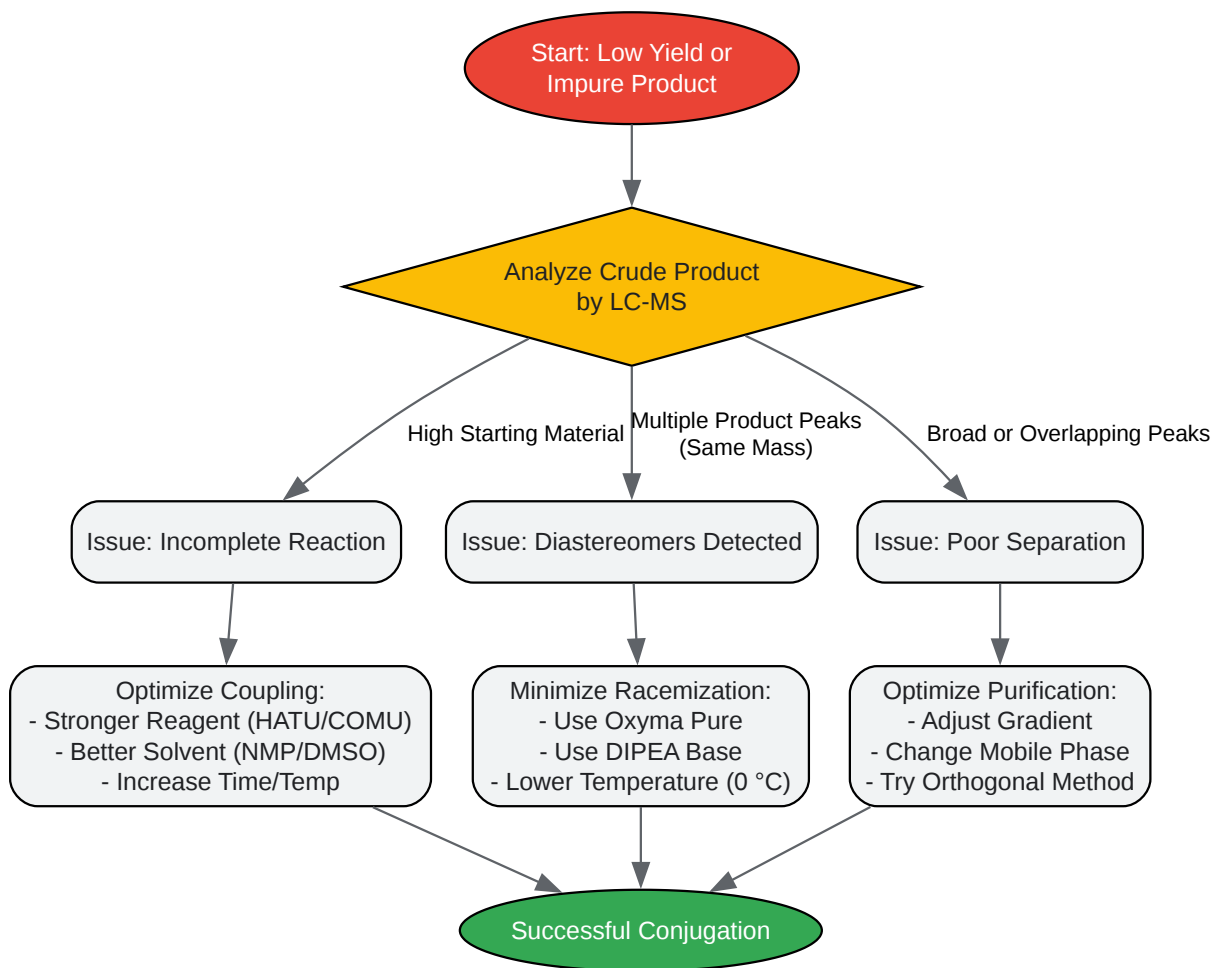 Start: Low Yield or
Impure Product
Analyze Crude Product
by LC-MS
High Starting Material
Multiple Product Peaks
(Same Mass)
Broad or Overlapping Peaks
Issue: Incomplete Reaction
Issue: Diastereomers Detected
Issue: Poor Separation
Optimize Coupling:
- Stronger Reagent (HATU/COMU)
- Better Solvent (NMP/DMSO)
- Increase Time/Temp
Minimize Racemization:
- Use Oxyma Pure
- Use DIPEA Base
- Lower Temperature (0 °C)
Optimize Purification:
- Adjust Gradient
- Change Mobile Phase
- Try Orthogonal Method
Successful Conjugation